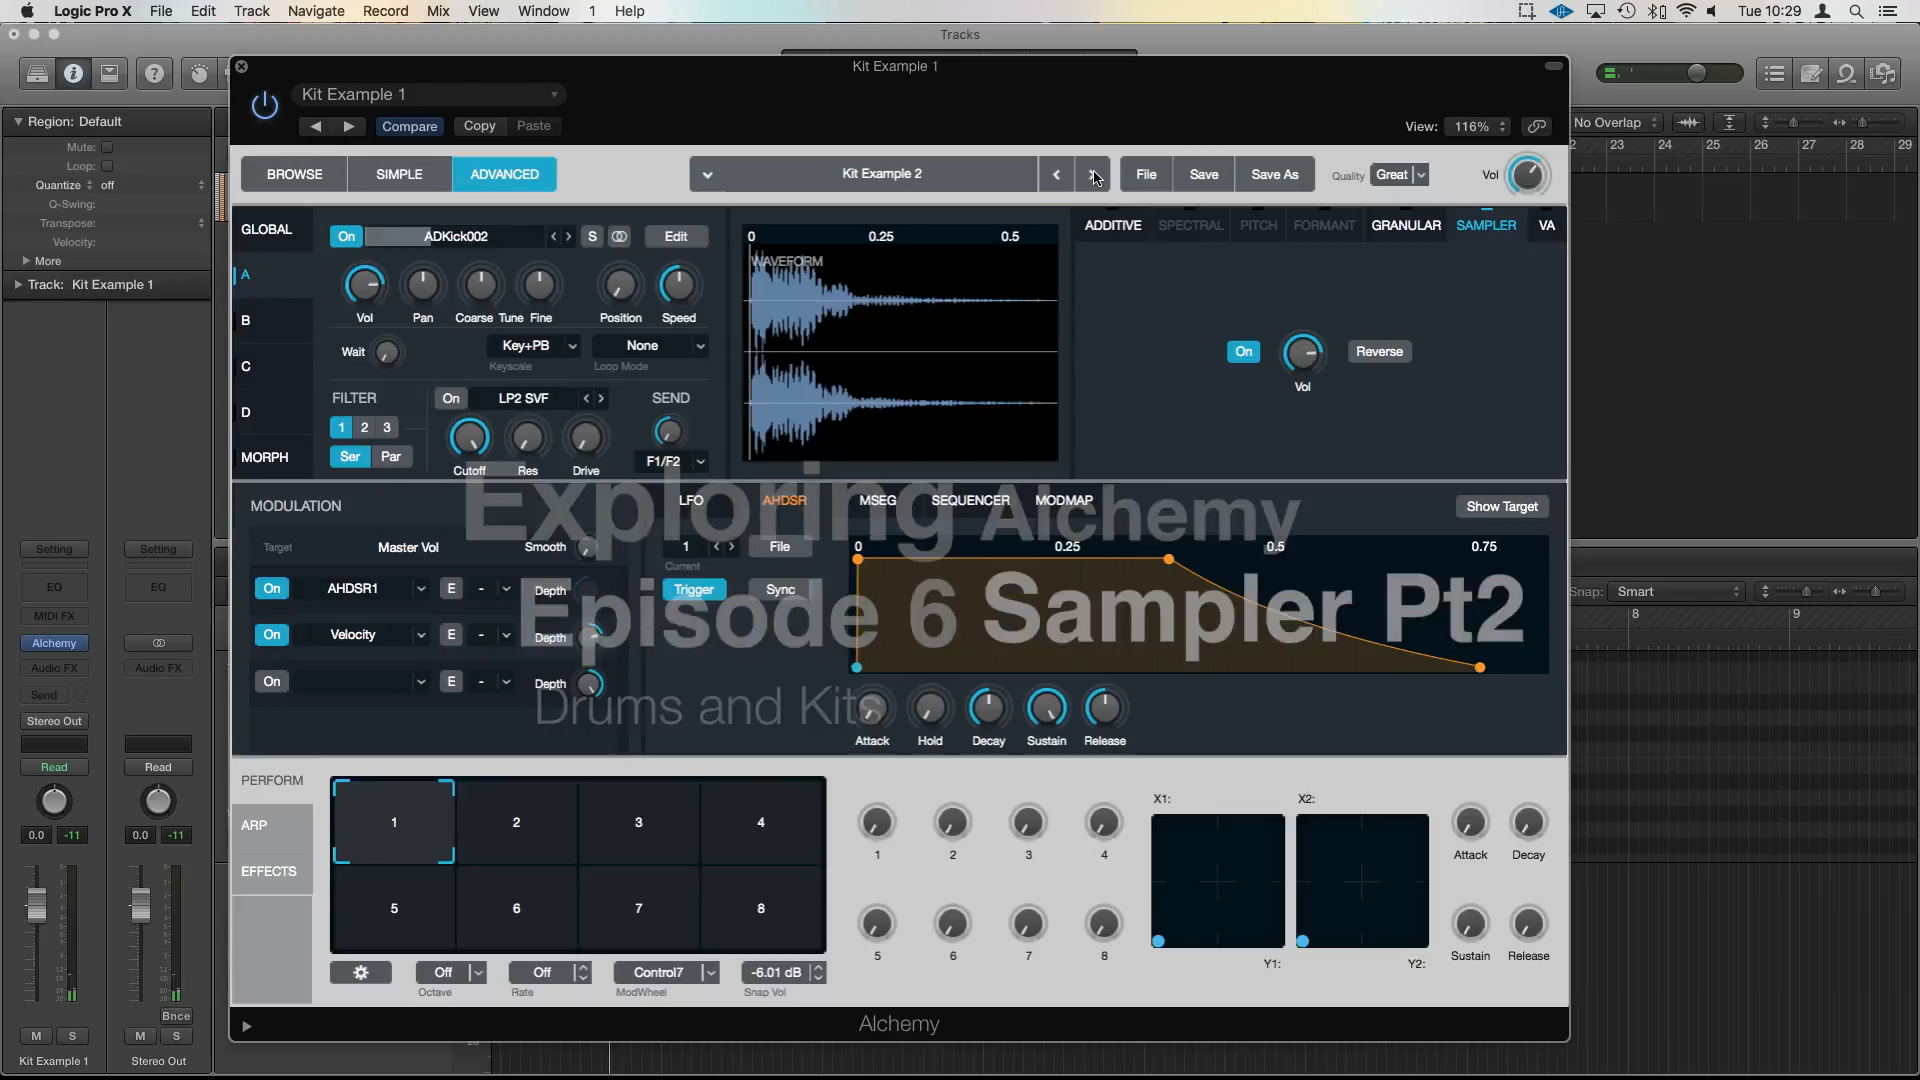 Logic Pro X File Edit Track Navigate Record Mix View Window 1 Help Tue 10:29
Tracks
Kit Example 1
Kit Example 1
Compare Copy Paste View: 116%
No Overlap
BROWSE SIMPLE ADVANCED Kit Example 2 File Save Save As Quality Great Vol
Region: Default
Mute:
Loop:
Quantize off
Q-Swing:
Transpose:
Velocity:
More
Track: Kit Example 1
23 24 25 26 27 28 29
GLOBAL
A
B
C
D
MORPH
On ADKick002 S Edit
Vol Pan Coarse Tune Fine Position Speed
Wait Key+PB None
Keyscale Loop Mode
FILTER On LP2 SVF SEND
1 2 3
Ser Par
Cutoff Res Drive F1/F2
0 0.25 0.5
WAVEFORM
ADDITIVE SPECTRAL PITCH FORMANT GRANULAR SAMPLER VA
On Reverse
Vol
Exploring Alchemy
Episode 6 Sampler Pt2
Drums and Kits
MODULATION
Target Master Vol Smooth
On AHDSR1 E - Depth
On Velocity E - Depth
On E - Depth
LFO AHDSR MSEG SEQUENCER MODMAP Show Target
1 File
Current
Trigger Sync
0 0.25 0.5 0.75
Attack Hold Decay Sustain Release
Snap: Smart
8 9
Setting Setting
EQ EQ
MIDI FX
Alchemy
Audio FX Audio FX
Send
Stereo Out
Read Read
0.0 -11 0.0 -11
Bnce
M S M S
Kit Example 1 Stereo Out
PERFORM
ARP
EFFECTS
1 2 3 4
5 6 7 8
Off Off Control7 -6.01 dB
Octave Rate ModWheel Snap Vol
1 2 3 4
5 6 7 8
X1: X2:
Y1: Y2:
Attack Decay
Sustain Release
Alchemy